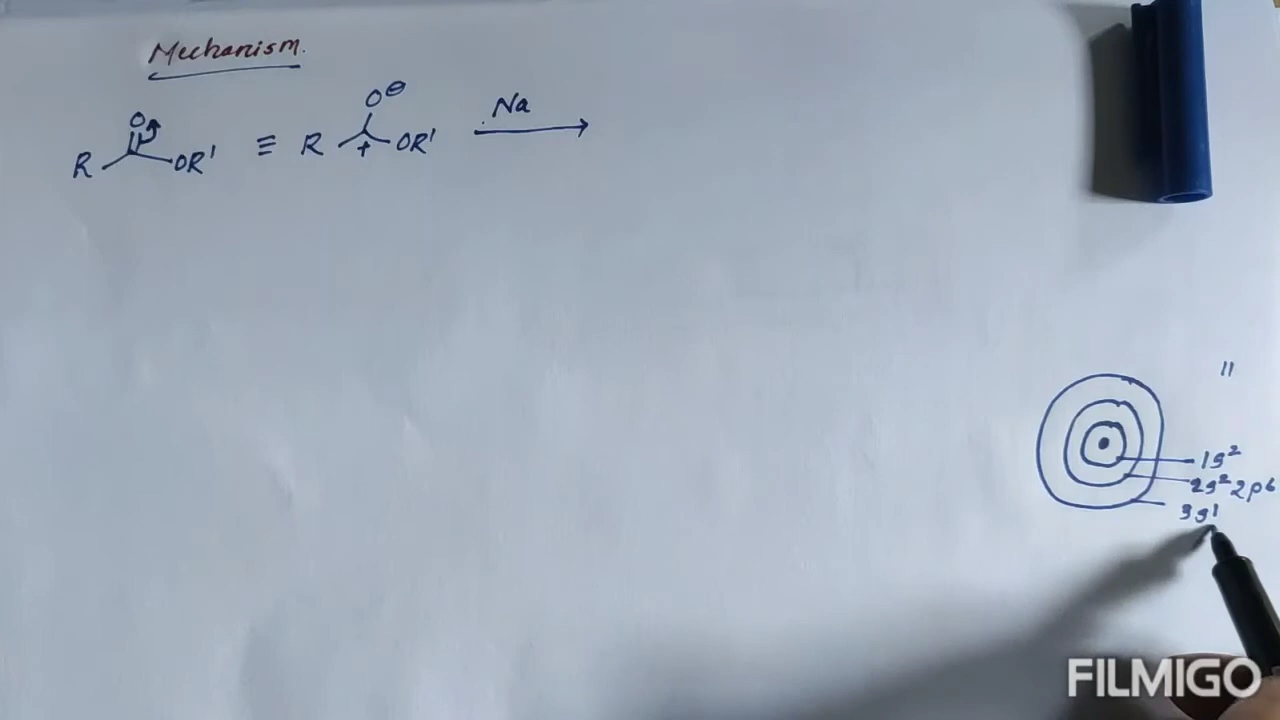 Mechanism.
O
R OR' ≡ R + OR' Na
O⊖
11
1s²
2s² 2p6
3s1
FILMIGO